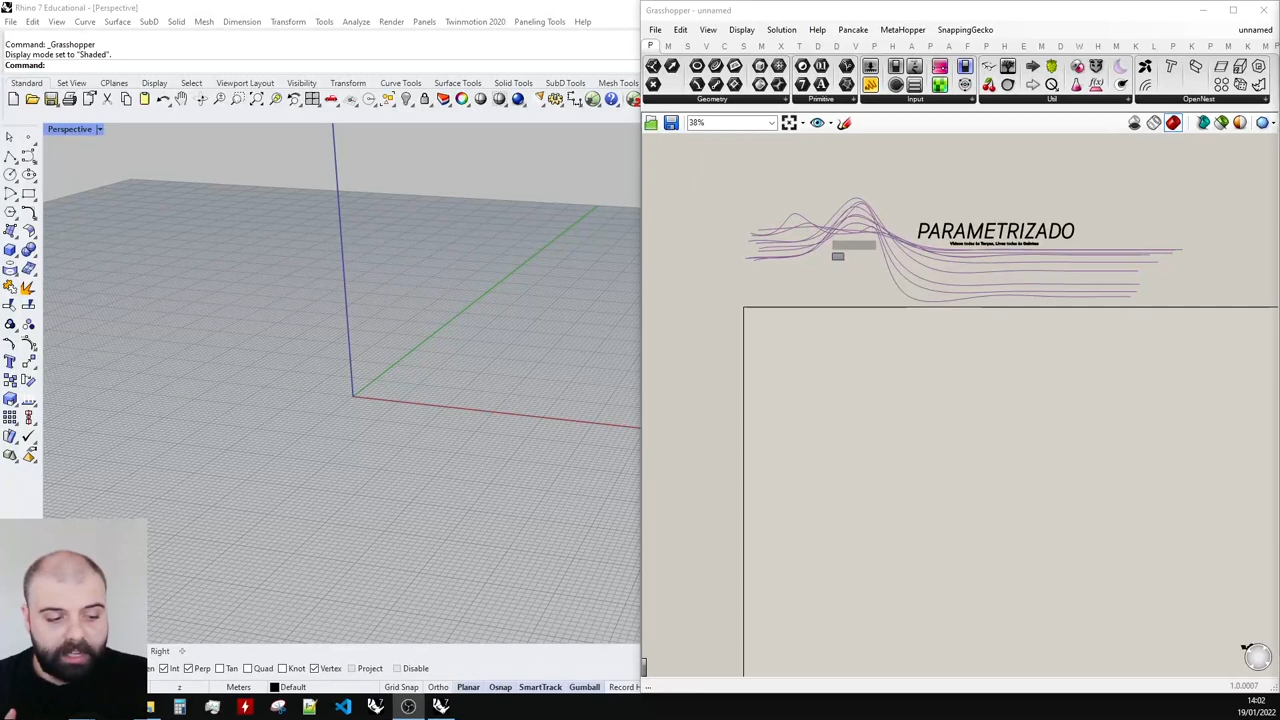 Rhino 7 Educational - [Perspective]
File Edit View Curve Surface SubD Solid Mesh Dimension Transform Tools Analyze Render Panels Twinmotion 2020 Paneling Tools Help
Command: _Grasshopper
Display mode set to "Shaded".
Command:
Standard Set View CPlanes Display Viewport Layout Visibility Transform Curve Tools Surface Tools Solid Tools SubD Tools Mesh Tools
Perspective
Right
Int Perp Tan Quad Knot Vertex Project Disable
z Meters Default Grid Snap Ortho Planar Osnap SmartTrack Gumball Record H
Grasshopper - unnamed
File Edit View Display Solution Help Pancake MetaHopper SnappingGecko unnamed
P M S V C S M I T D D V K P H S L F D M E A P G B L E M D W K P M T O A
Geometry Primitive Input Util OpenNest
38%
PARAMETRIZADO
1.0.0007
14:02
19/01/2022